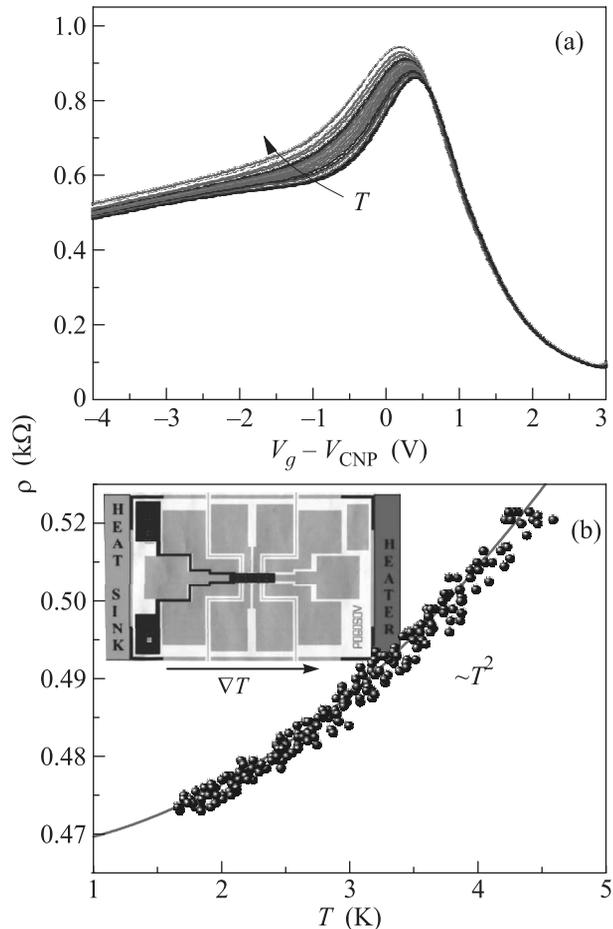 (a)
1.0
0.8
0.6
0.4
0.2
0
T
−4 −3 −2 −1 0 1 2 3
V_g − V_CNP (V)
ρ (kΩ)
(b)
0.52
0.50
0.49
0.48
0.47
HEAT SINK
HEATER
POGOSOV
∇T
~T²
1 2 3 4 5
T (K)